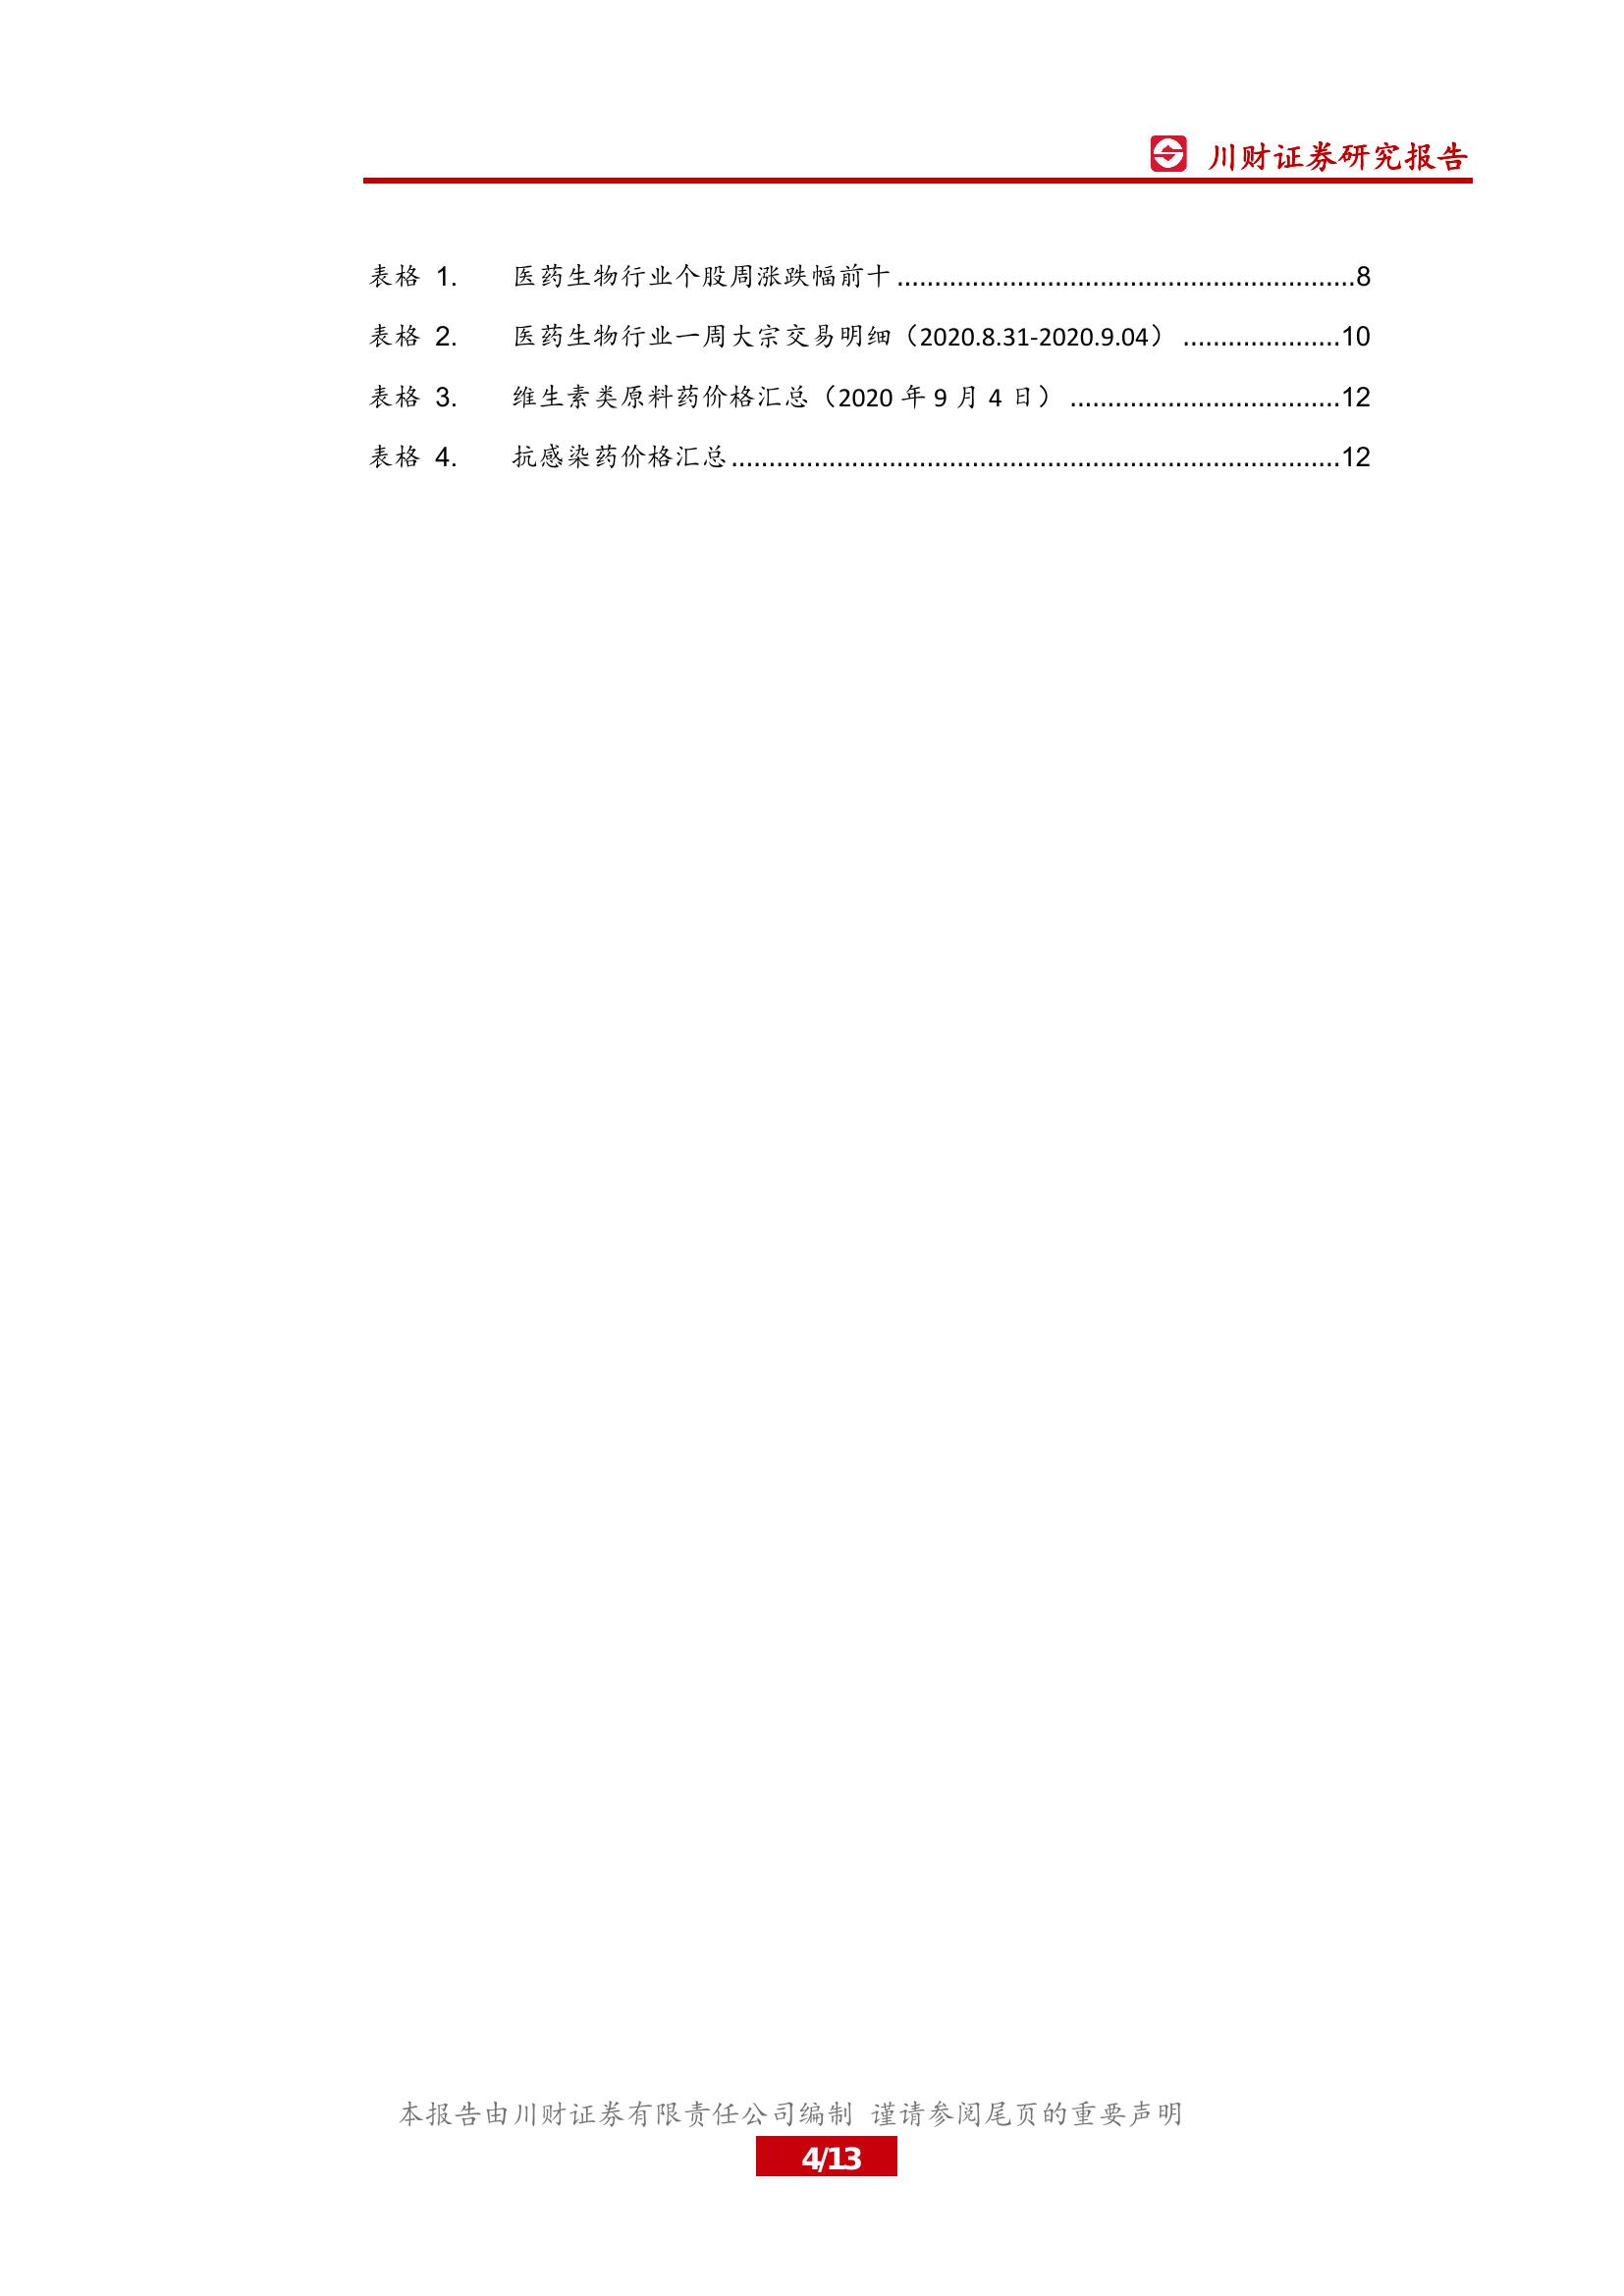 川财证券研究报告
表格 1. 医药生物行业个股周涨跌幅前十.............................................................8
表格 2. 医药生物行业一周大宗交易明细（2020.8.31-2020.9.04）.....................10
表格 3. 维生素类原料药价格汇总（2020 年 9 月 4 日）....................................12
表格 4. 抗感染药价格汇总.................................................................................12
本报告由川财证券有限责任公司编制 谨请参阅尾页的重要声明
4/13